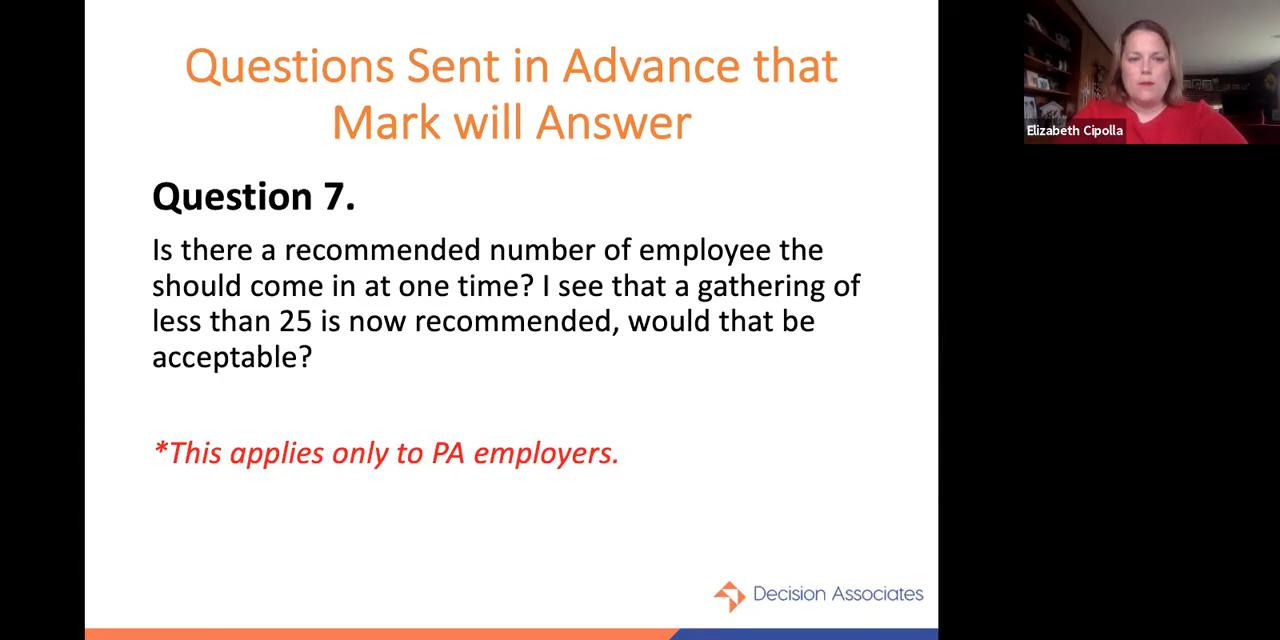 Questions Sent in Advance that
Mark will Answer
Question 7.
Is there a recommended number of employee the
should come in at one time? I see that a gathering of
less than 25 is now recommended, would that be
acceptable?
*This applies only to PA employers.
Decision Associates
Elizabeth Cipolla